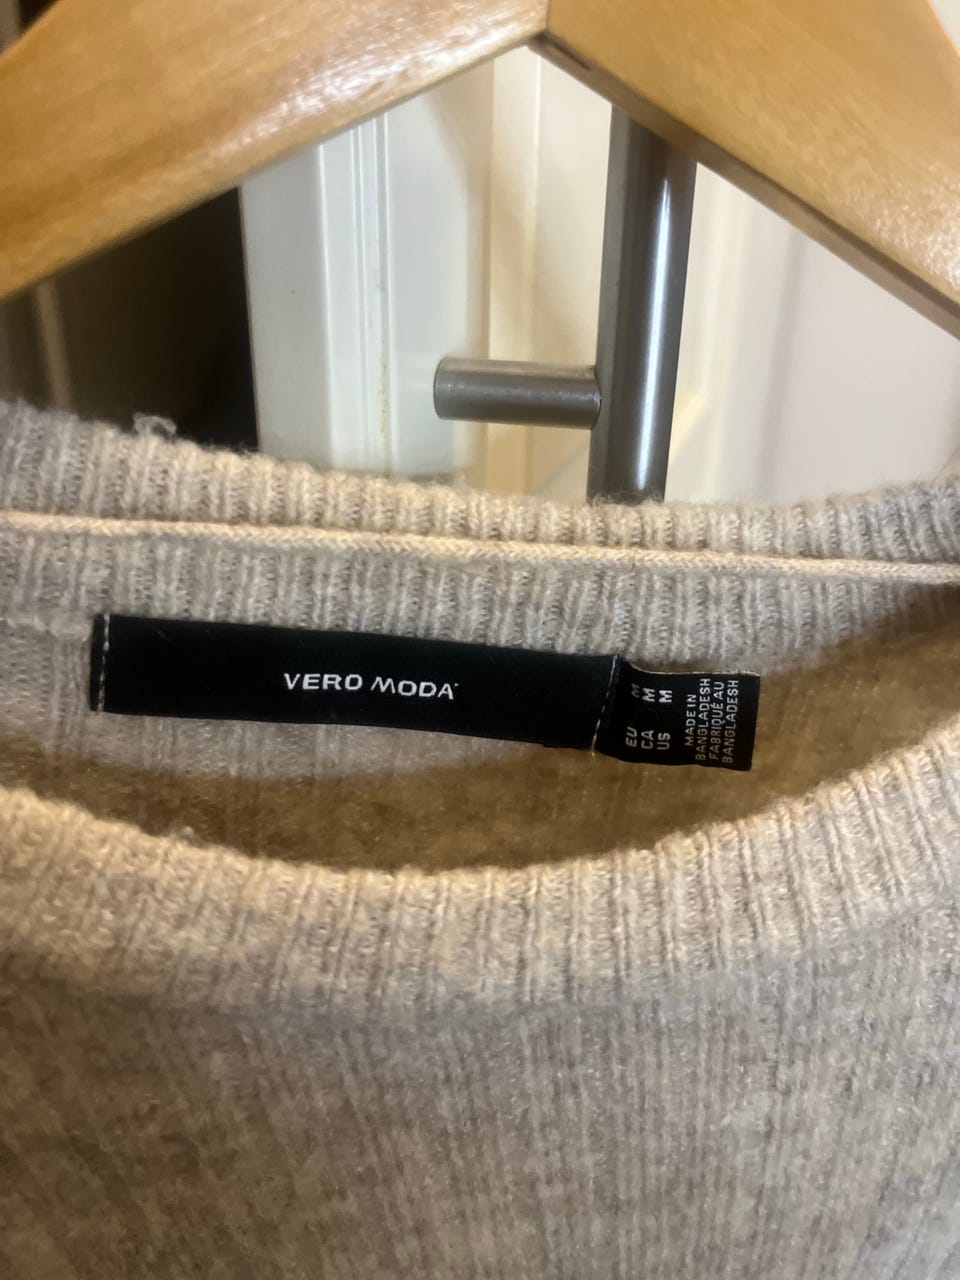 VERO MODA
EU M
CA M
US M
MADE IN
BANGLADESH
FABRIQUÉ AU
BANGLADESH